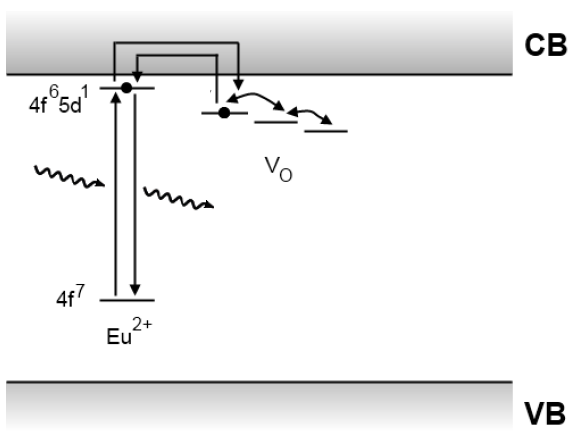 CB
4f⁶5d¹
V_O
4f⁷
Eu²⁺
VB